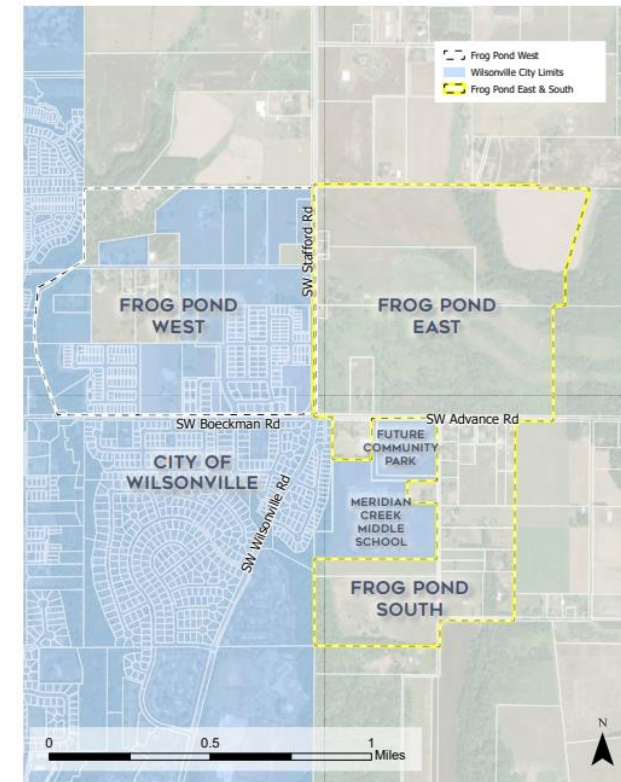 Frog Pond West
Wilsonville City Limits
Frog Pond East & South
SW Stafford Rd
FROG POND
WEST
FROG POND
EAST
SW Boeckman Rd
SW Advance Rd
FUTURE
COMMUNITY
PARK
CITY OF
WILSONVILLE
SW Wilsonville Rd
MERIDIAN
CREEK
MIDDLE
SCHOOL
FROG POND
SOUTH
0 0.5 1
Miles
N